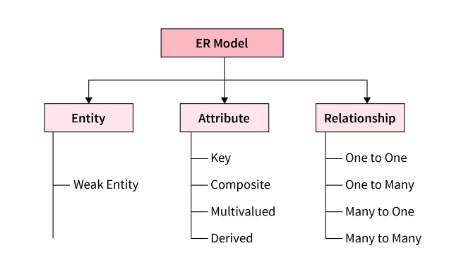 ER Model
Entity
Attribute
Relationship
Weak Entity
Key
Composite
Multivalued
Derived
One to One
One to Many
Many to One
Many to Many